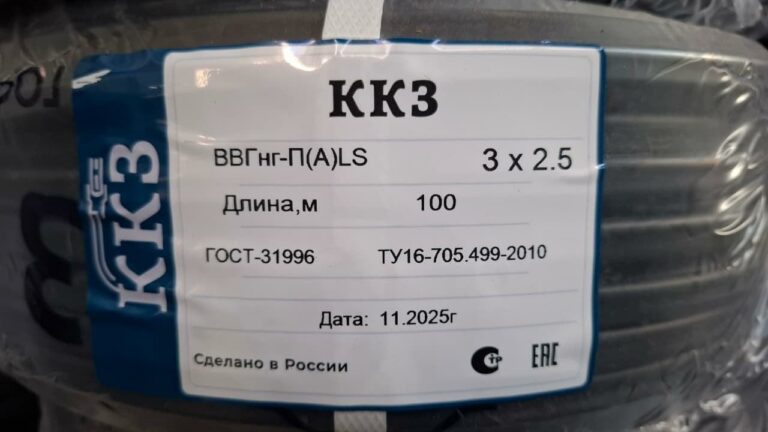 ККЗ
ВВГнг-П(А)LS 3 х 2.5
Длина,м 100
ГОСТ-31996 ТУ16-705.499-2010
Дата: 11.2025г
Сделано в России
СТР ЕАС
ККЗ